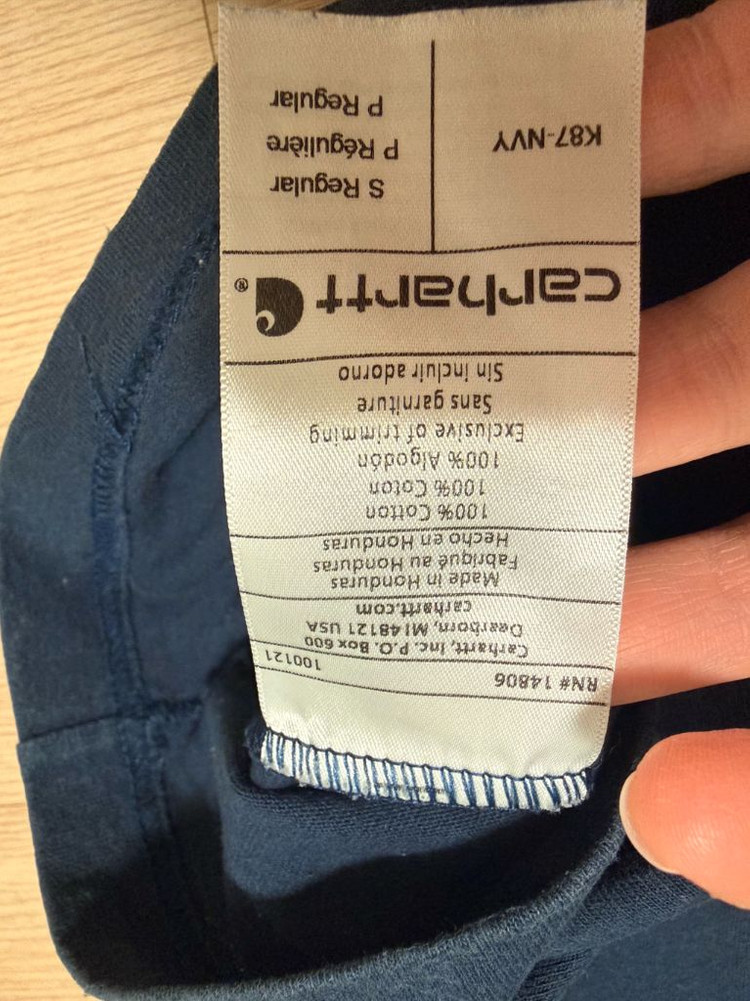 RN# 14806 100121
Carhartt, Inc. P.O. Box 600
Dearborn, MI 48121 USA
carhartt.com
Made in Honduras
Fabriqué au Honduras
Hecho en Honduras
100% Cotton
100% Coton
100% Algodón
Exclusive of trimming
Sans garniture
Sin incluir adorno
carhartt ®
K87-NVY
S Regular
P Régulière
P Regular